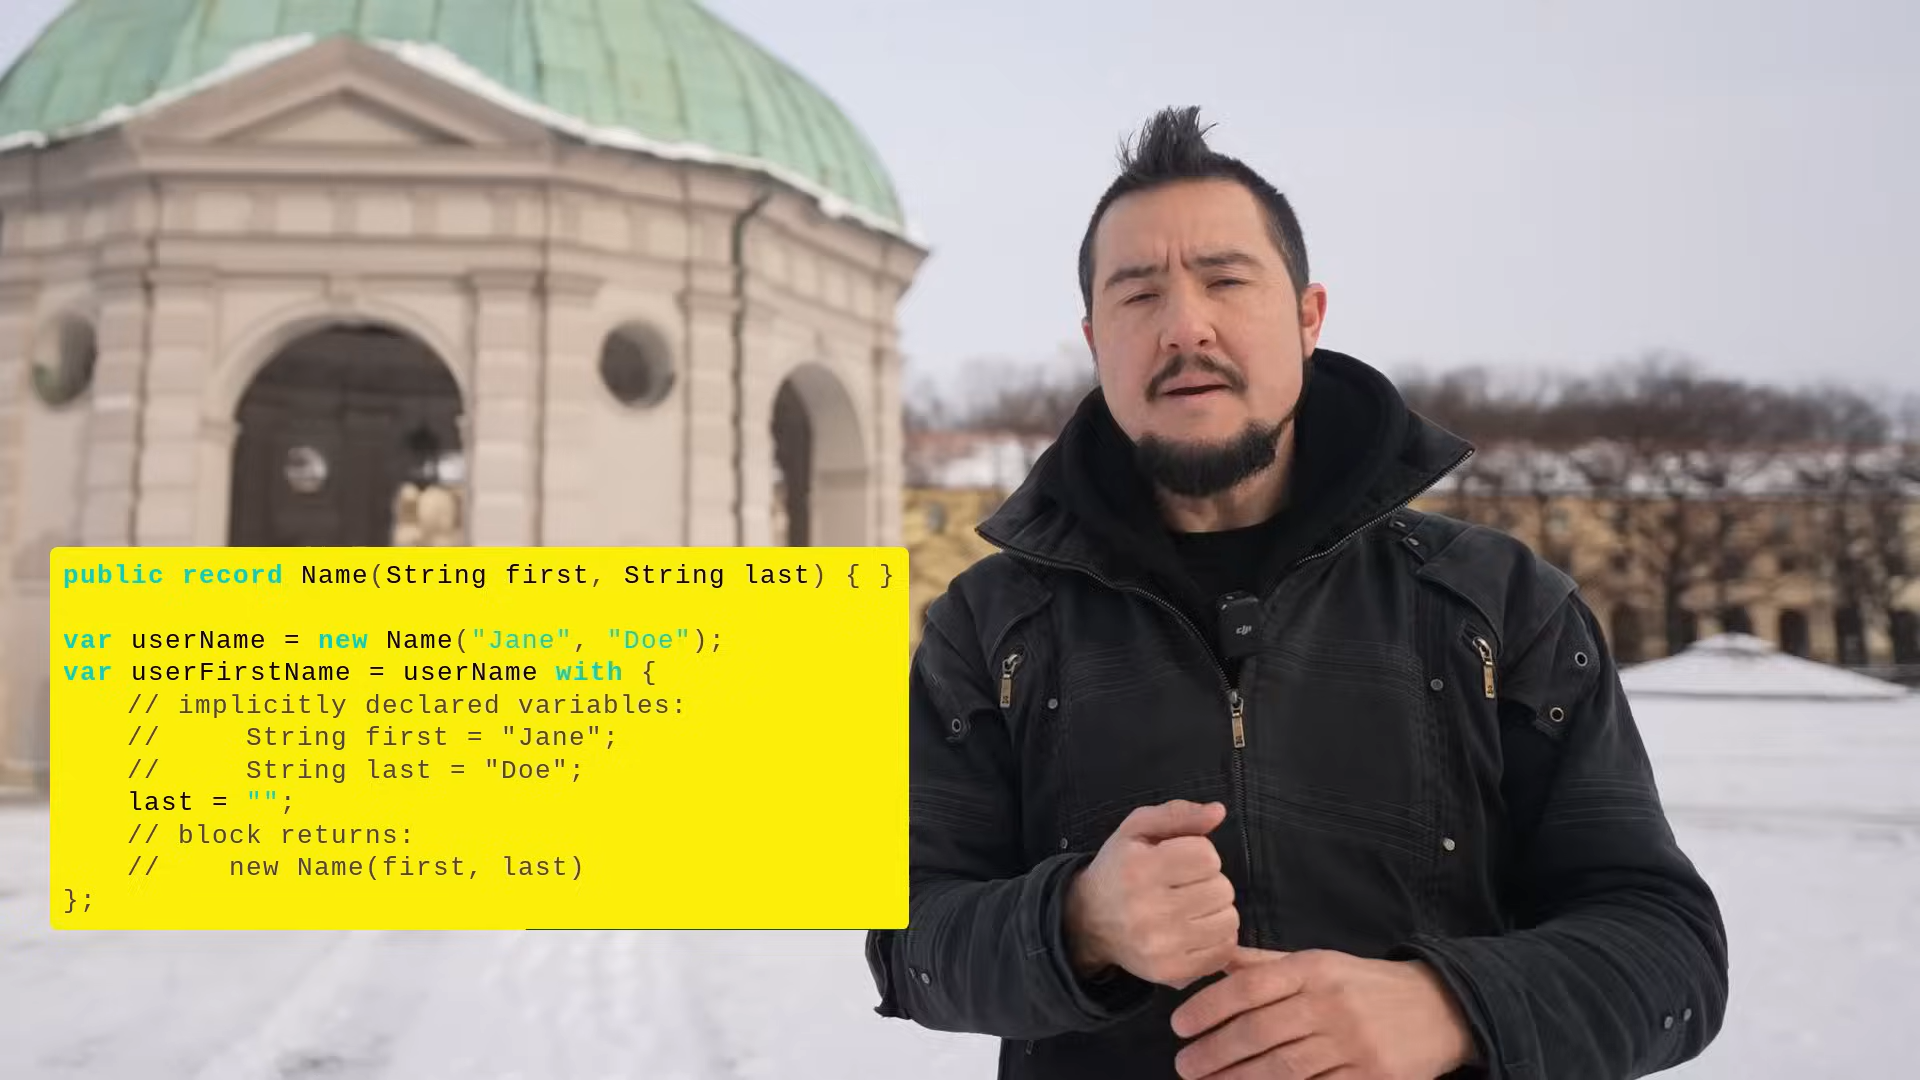 public record Name(String first, String last) { }
var userName = new Name("Jane", "Doe");
var userFirstName = userName with {
// implicitly declared variables:
// String first = "Jane";
// String last = "Doe";
last = "";
// block returns:
// new Name(first, last)
};
dji